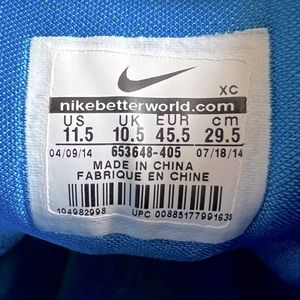 XC
nikebetterworld.com
US UK EUR cm
11.5 10.5 45.5 29.5
04/09/14 653648-405 07/18/14
MADE IN CHINA
FABRIQUE EN CHINE
104982998 UPC 00885177991638